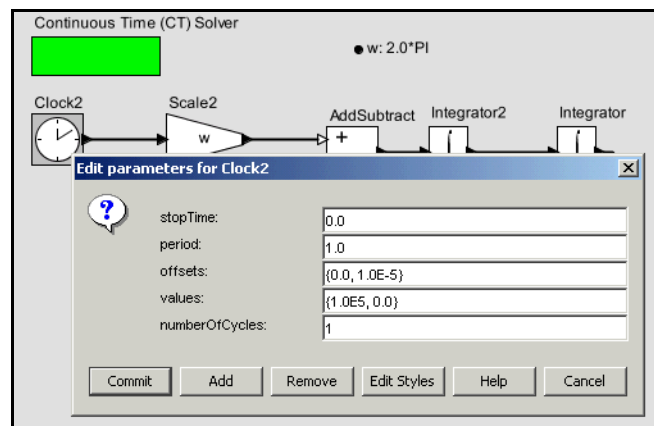 Continuous Time (CT) Solver
w: 2.0*PI
Clock2
Scale2
AddSubtract
Integrator2
Integrator
w
+
∫
∫
Edit parameters for Clock2
?
stopTime:
0.0
period:
1.0
offsets:
{0.0, 1.0E-5}
values:
{1.0E5, 0.0}
numberOfCycles:
1
Commit
Add
Remove
Edit Styles
Help
Cancel